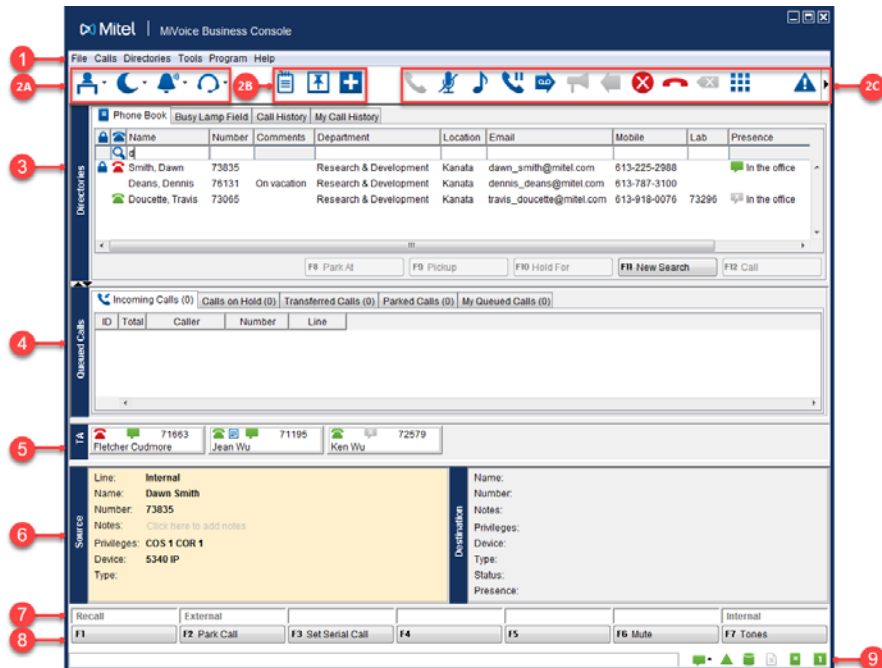 Mitel | MiVoice Business Console
1 File Calls Directories Tools Program Help
2A 2B 2C
Phone Book Busy Lamp Field Call History My Call History
Name Number Comments Department Location Email Mobile Lab Presence
d
3 Directories
Smith, Dawn 73835 Research & Development Kanata dawn_smith@mitel.com 613-225-2988 In the office
Deans, Dennis 76131 On vacation Research & Development Kanata dennis_deans@mitel.com 613-787-3100
Doucette, Travis 73065 Research & Development Kanata travis_doucette@mitel.com 613-918-0076 73296 In the office
F8 Park At F9 Pickup F10 Hold For F11 New Search F12 Call
Incoming Calls (0) Calls on Hold (0) Transferred Calls (0) Parked Calls (0) My Queued Calls (0)
ID Total Caller Number Line
4 Queued Calls
5 TA
71663 71195 72579
Fletcher Cudmore Jean Wu Ken Wu
6 Source
Line: Internal
Name: Dawn Smith
Number: 73835
Notes: Click here to add notes
Privileges: COS 1 COR 1
Device: 5340 IP
Type:
Destination
Name:
Number:
Notes:
Privileges:
Device:
Type:
Status:
Presence:
7 Recall External Internal
8 F1 F2 Park Call F3 Set Serial Call F4 F5 F6 Mute F7 Tones
1 9